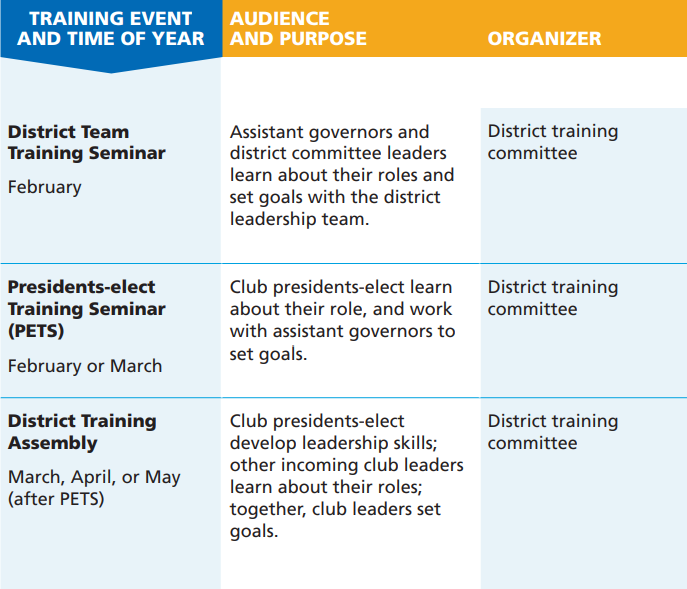 TRAINING EVENT
AND TIME OF YEAR
AUDIENCE
AND PURPOSE
ORGANIZER
District Team
Training Seminar
February
Assistant governors and
district committee leaders
learn about their roles and
set goals with the district
leadership team.
District training
committee
Presidents-elect
Training Seminar
(PETS)
February or March
Club presidents-elect learn
about their role, and work
with assistant governors to
set goals.
District training
committee
District Training
Assembly
March, April, or May
(after PETS)
Club presidents-elect
develop leadership skills;
other incoming club leaders
learn about their roles;
together, club leaders set
goals.
District training
committee